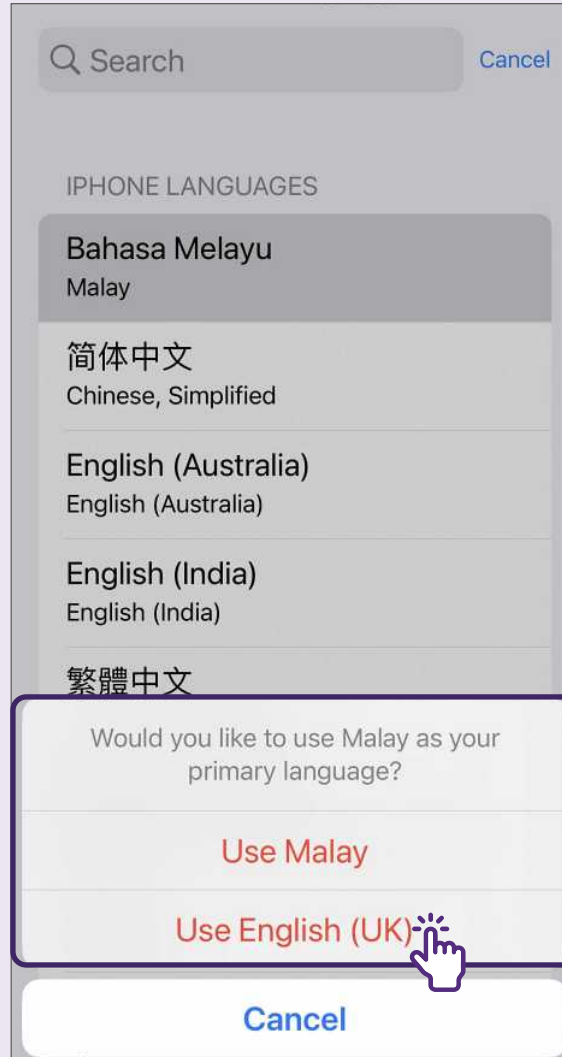 Search
Cancel
IPHONE LANGUAGES
Bahasa Melayu
Malay
简体中文
Chinese, Simplified
English (Australia)
English (Australia)
English (India)
English (India)
繁體中文
Would you like to use Malay as your
primary language?
Use Malay
Use English (UK)
Cancel